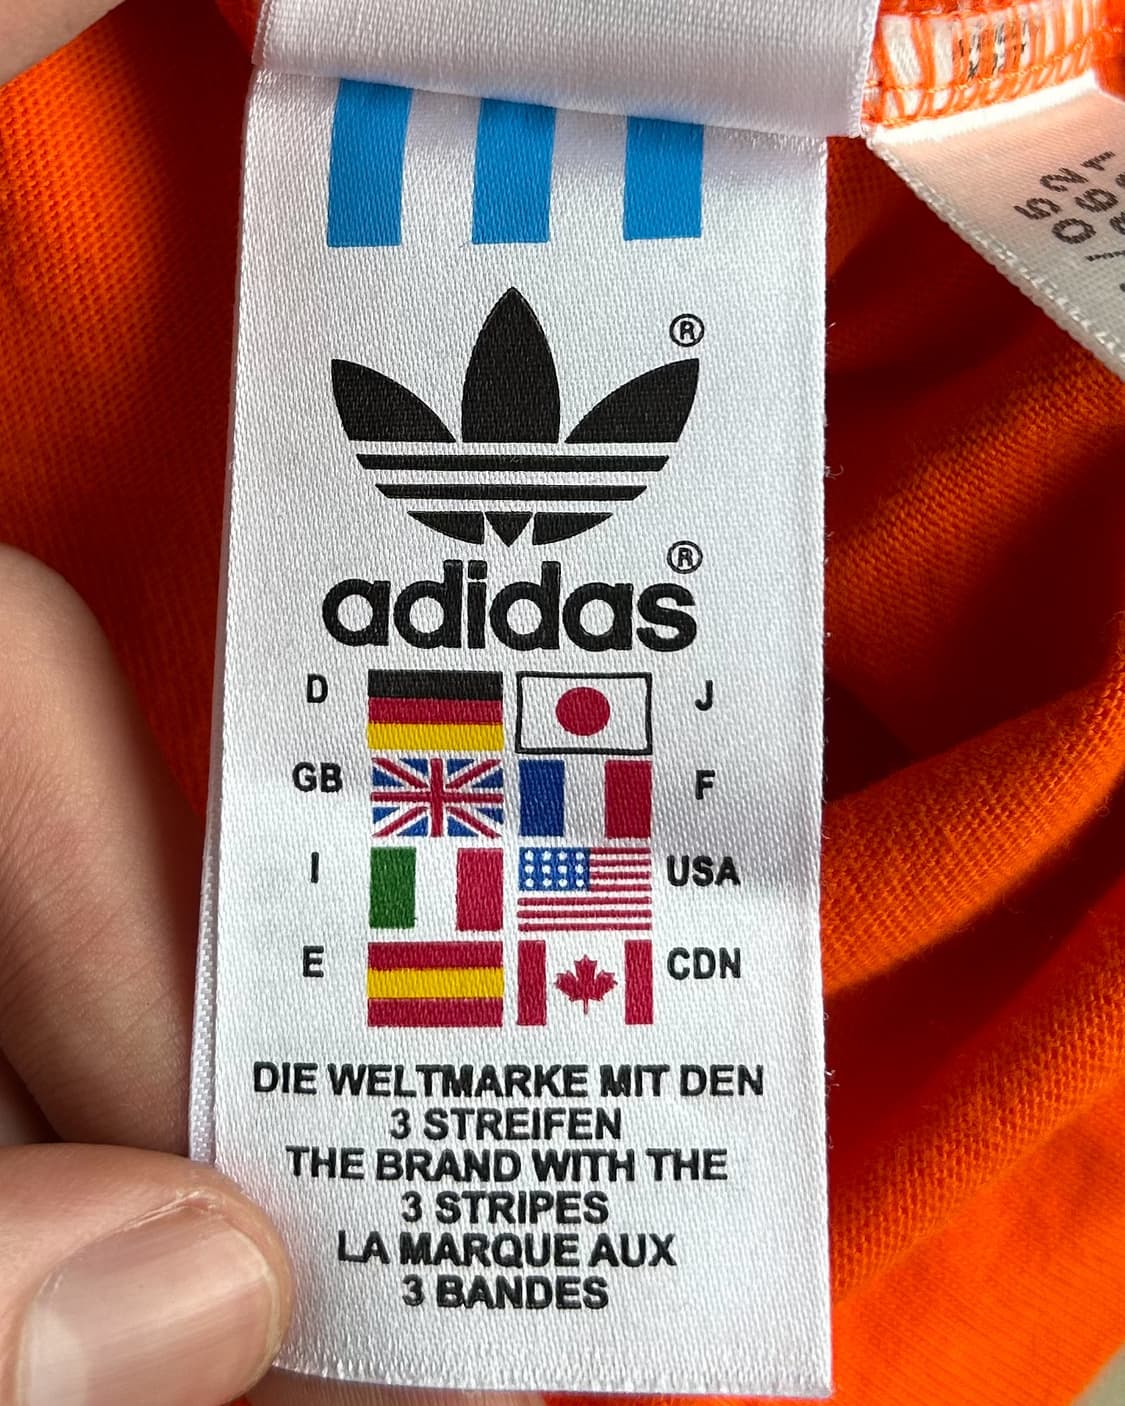 ®
®
adidas
D
J
GB
F
I
USA
E
CDN
DIE WELTMARKE MIT DEN
3 STREIFEN
THE BRAND WITH THE
3 STRIPES
LA MARQUE AUX
3 BANDES